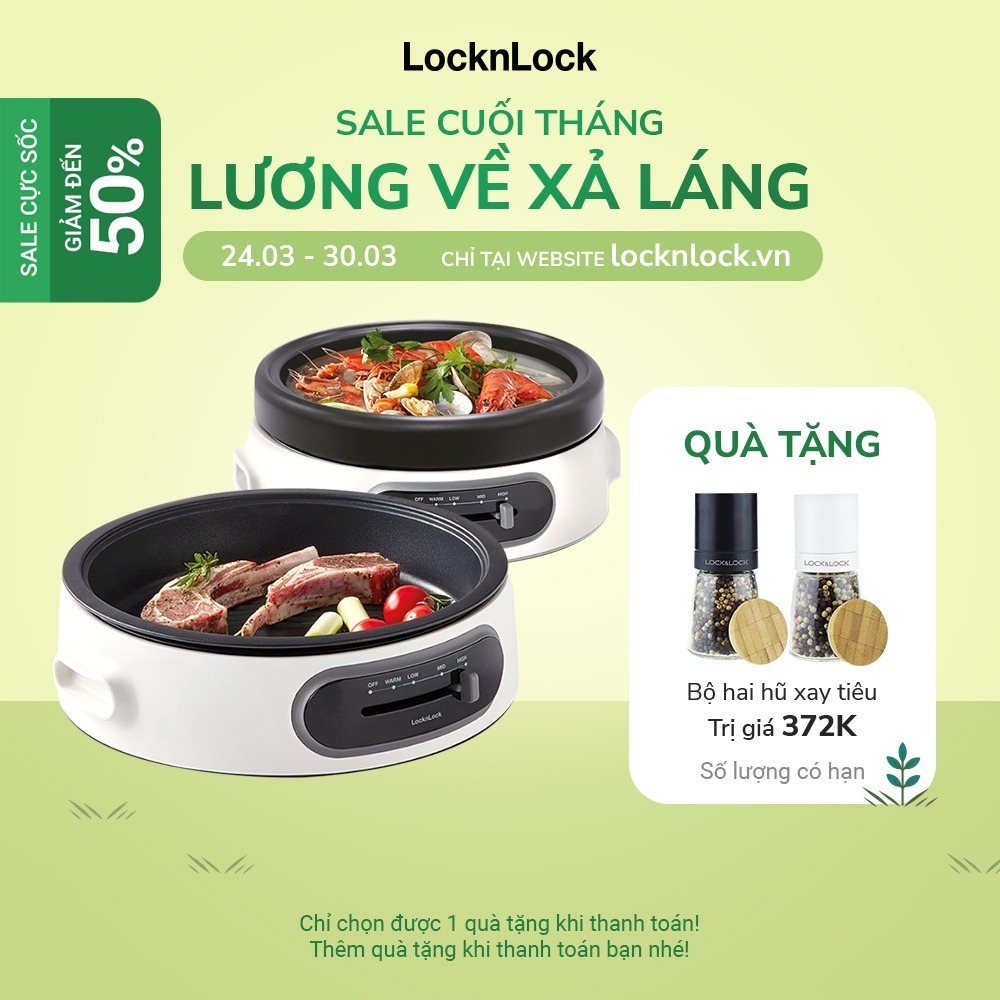 LocknLock
SALE CỰC SỐC
GIẢM ĐẾN
50%
SALE CUỐI THÁNG
LƯƠNG VỀ XẢ LÁNG
24.03 - 30.03 CHỈ TẠI WEBSITE locknlock.vn
OFF WARM LOW MID HIGH
OFF WARM LOW MID HIGH
LocknLock
QUÀ TẶNG
LOCK&LOCK
LOCK&LOCK
Bộ hai hũ xay tiêu
Trị giá 372K
Số lượng có hạn
Chỉ chọn được 1 quà tặng khi thanh toán!
Thêm quà tặng khi thanh toán bạn nhé!